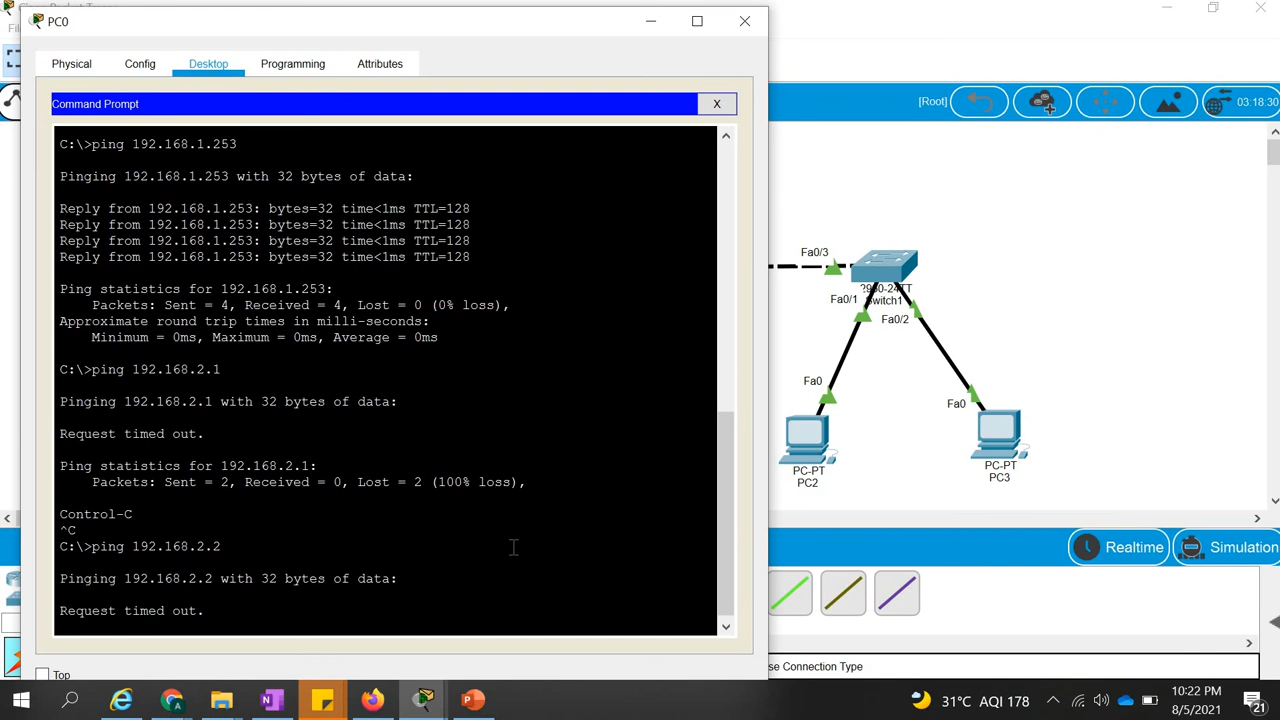 PC0
Physical
Config
Desktop
Programming
Attributes
Command Prompt
X
C:\>ping 192.168.1.253
Pinging 192.168.1.253 with 32 bytes of data:
Reply from 192.168.1.253: bytes=32 time<1ms TTL=128
Reply from 192.168.1.253: bytes=32 time<1ms TTL=128
Reply from 192.168.1.253: bytes=32 time<1ms TTL=128
Reply from 192.168.1.253: bytes=32 time<1ms TTL=128
Ping statistics for 192.168.1.253:
Packets: Sent = 4, Received = 4, Lost = 0 (0% loss),
Approximate round trip times in milli-seconds:
Minimum = 0ms, Maximum = 0ms, Average = 0ms
C:\>ping 192.168.2.1
Pinging 192.168.2.1 with 32 bytes of data:
Request timed out.
Ping statistics for 192.168.2.1:
Packets: Sent = 2, Received = 0, Lost = 2 (100% loss),
Control-C
^C
C:\>ping 192.168.2.2
Pinging 192.168.2.2 with 32 bytes of data:
Request timed out.
Top
[Root]
03:18:30
Fa0/3
Switch1
Fa0/1
Fa0/2
Fa0
Fa0
PC-PT
PC2
PC-PT
PC3
Realtime
Simulation
Connection Type
31°C AQI 178
10:22 PM
8/5/2021
21